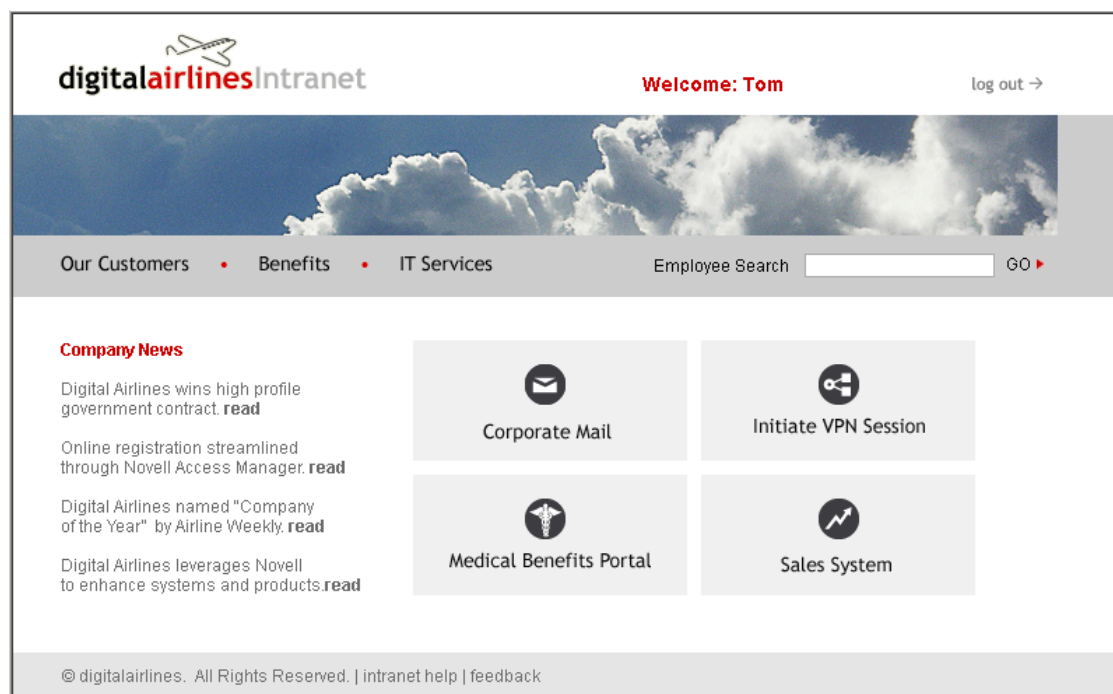 digitalairlinesIntranet
Welcome: Tom
log out →
Our Customers • Benefits • IT Services
Employee Search GO
Company News
Digital Airlines wins high profile
government contract. read
Online registration streamlined
through Novell Access Manager. read
Digital Airlines named "Company
of the Year" by Airline Weekly. read
Digital Airlines leverages Novell
to enhance systems and products.read
Corporate Mail
Initiate VPN Session
Medical Benefits Portal
Sales System
© digitalairlines. All Rights Reserved. | intranet help | feedback